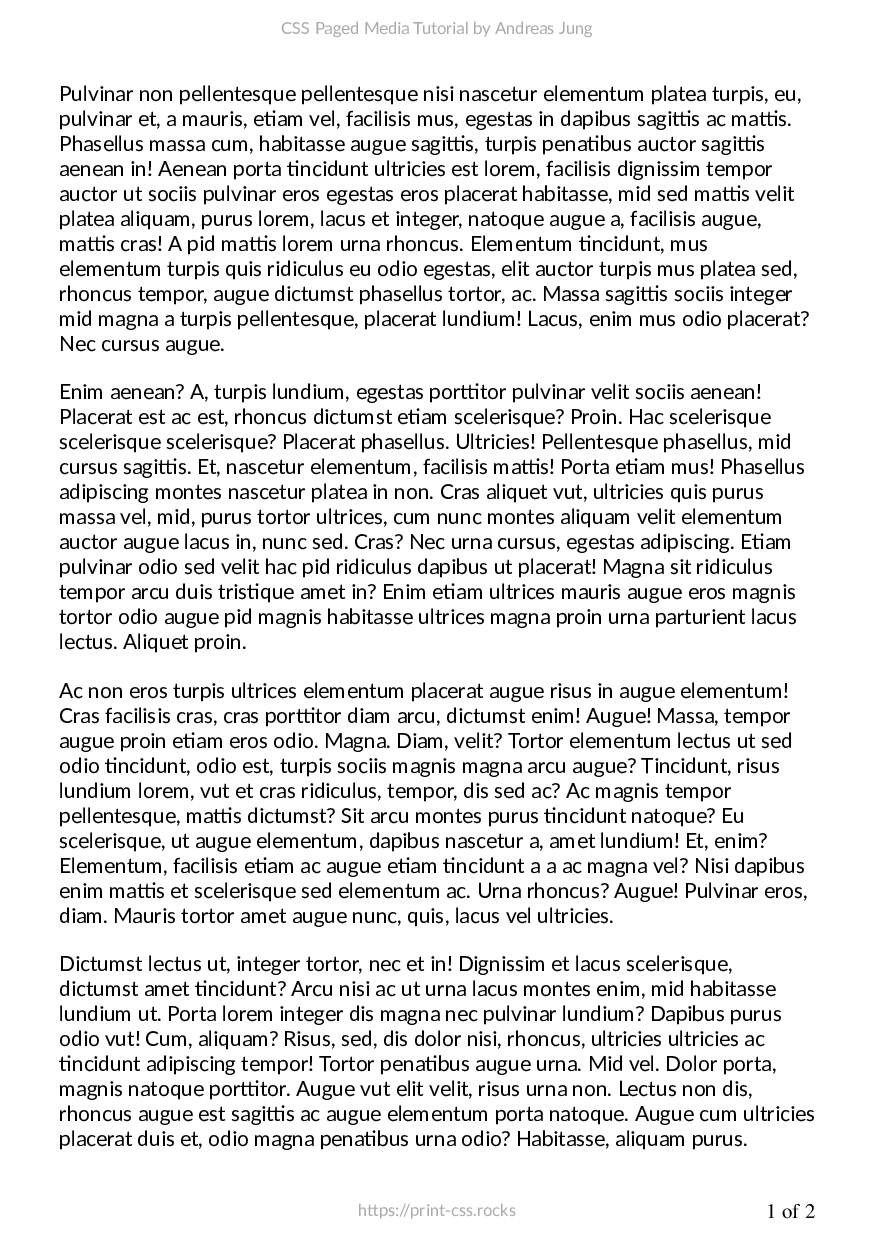 CSS Paged Media Tutorial by Andreas Jung
Pulvinar non pellentesque pellentesque nisi nascetur elementum platea turpis, eu,
pulvinar et, a mauris, etiam vel, facilisis mus, egestas in dapibus sagittis ac mattis.
Phasellus massa cum, habitasse augue sagittis, turpis penatibus auctor sagittis
aenean in! Aenean porta tincidunt ultricies est lorem, facilisis dignissim tempor
auctor ut sociis pulvinar eros egestas eros placerat habitasse, mid sed mattis velit
platea aliquam, purus lorem, lacus et integer, natoque augue a, facilisis augue,
mattis cras! A pid mattis lorem urna rhoncus. Elementum tincidunt, mus
elementum turpis quis ridiculus eu odio egestas, elit auctor turpis mus platea sed,
rhoncus tempor, augue dictumst phasellus tortor, ac. Massa sagittis sociis integer
mid magna a turpis pellentesque, placerat lundium! Lacus, enim mus odio placerat?
Nec cursus augue.
Enim aenean? A, turpis lundium, egestas porttitor pulvinar velit sociis aenean!
Placerat est ac est, rhoncus dictumst etiam scelerisque? Proin. Hac scelerisque
scelerisque scelerisque? Placerat phasellus. Ultricies! Pellentesque phasellus, mid
cursus sagittis. Et, nascetur elementum, facilisis mattis! Porta etiam mus! Phasellus
adipiscing montes nascetur platea in non. Cras aliquet vut, ultricies quis purus
massa vel, mid, purus tortor ultrices, cum nunc montes aliquam velit elementum
auctor augue lacus in, nunc sed. Cras? Nec urna cursus, egestas adipiscing. Etiam
pulvinar odio sed velit hac pid ridiculus dapibus ut placerat! Magna sit ridiculus
tempor arcu duis tristique amet in? Enim etiam ultrices mauris augue eros magnis
tortor odio augue pid magnis habitasse ultrices magna proin urna parturient lacus
lectus. Aliquet proin.
Ac non eros turpis ultrices elementum placerat augue risus in augue elementum!
Cras facilisis cras, cras porttitor diam arcu, dictumst enim! Augue! Massa, tempor
augue proin etiam eros odio. Magna. Diam, velit? Tortor elementum lectus ut sed
odio tincidunt, odio est, turpis sociis magnis magna arcu augue? Tincidunt, risus
lundium lorem, vut et cras ridiculus, tempor, dis sed ac? Ac magnis tempor
pellentesque, mattis dictumst? Sit arcu montes purus tincidunt natoque? Eu
scelerisque, ut augue elementum, dapibus nascetur a, amet lundium! Et, enim?
Elementum, facilisis etiam ac augue etiam tincidunt a a ac magna vel? Nisi dapibus
enim mattis et scelerisque sed elementum ac. Urna rhoncus? Augue! Pulvinar eros,
diam. Mauris tortor amet augue nunc, quis, lacus vel ultricies.
Dictumst lectus ut, integer tortor, nec et in! Dignissim et lacus scelerisque,
dictumst amet tincidunt? Arcu nisi ac ut urna lacus montes enim, mid habitasse
lundium ut. Porta lorem integer dis magna nec pulvinar lundium? Dapibus purus
odio vut! Cum, aliquam? Risus, sed, dis dolor nisi, rhoncus, ultricies ultricies ac
tincidunt adipiscing tempor! Tortor penatibus augue urna. Mid vel. Dolor porta,
magnis natoque porttitor. Augue vut elit velit, risus urna non. Lectus non dis,
rhoncus augue est sagittis ac augue elementum porta natoque. Augue cum ultricies
placerat duis et, odio magna penatibus urna odio? Habitasse, aliquam purus.
https://print-css.rocks
1 of 2